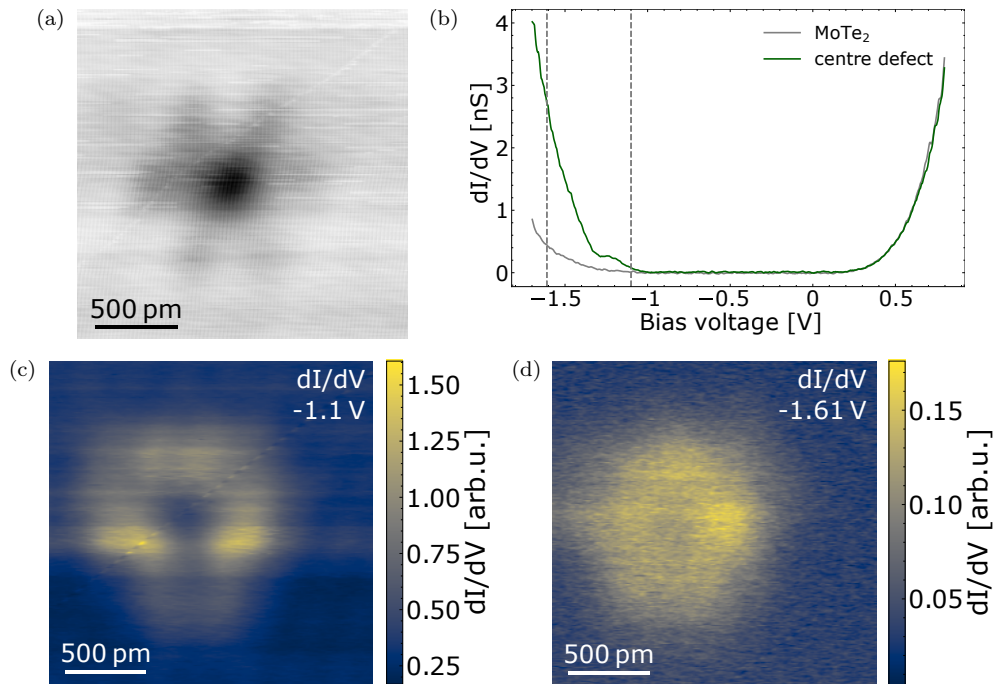 (a)
500 pm
(b)
4
3
2
1
0
dI/dV [nS]
MoTe₂
centre defect
−1.5 −1 −0.5 0 0.5
Bias voltage [V]
(c)
dI/dV
-1.1 V
500 pm
1.50
1.25
1.00
0.75
0.50
0.25
dI/dV [arb.u.]
(d)
dI/dV
-1.61 V
500 pm
0.15
0.10
0.05
dI/dV [arb.u.]